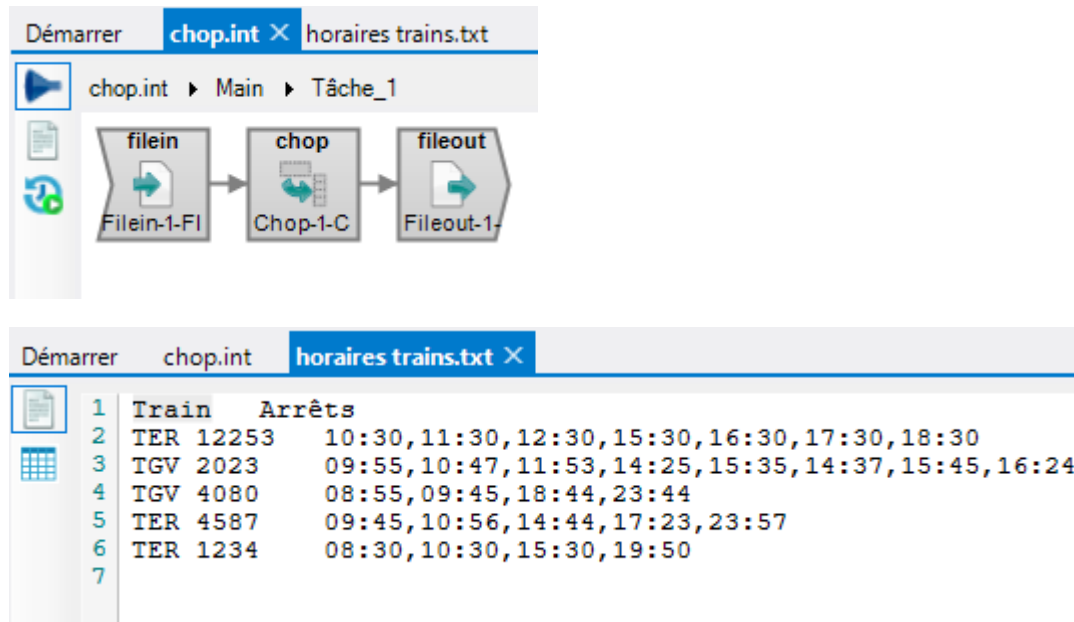 Démarrer chop.int × horaires trains.txt
chop.int ▸ Main ▸ Tâche_1
filein chop fileout
Filein-1-FI Chop-1-C Fileout-1-
Démarrer chop.int horaires trains.txt ×
1 Train Arrêts
2 TER 12253 10:30,11:30,12:30,15:30,16:30,17:30,18:30
3 TGV 2023 09:55,10:47,11:53,14:25,15:35,14:37,15:45,16:24
4 TGV 4080 08:55,09:45,18:44,23:44
5 TER 4587 09:45,10:56,14:44,17:23,23:57
6 TER 1234 08:30,10:30,15:30,19:50
7